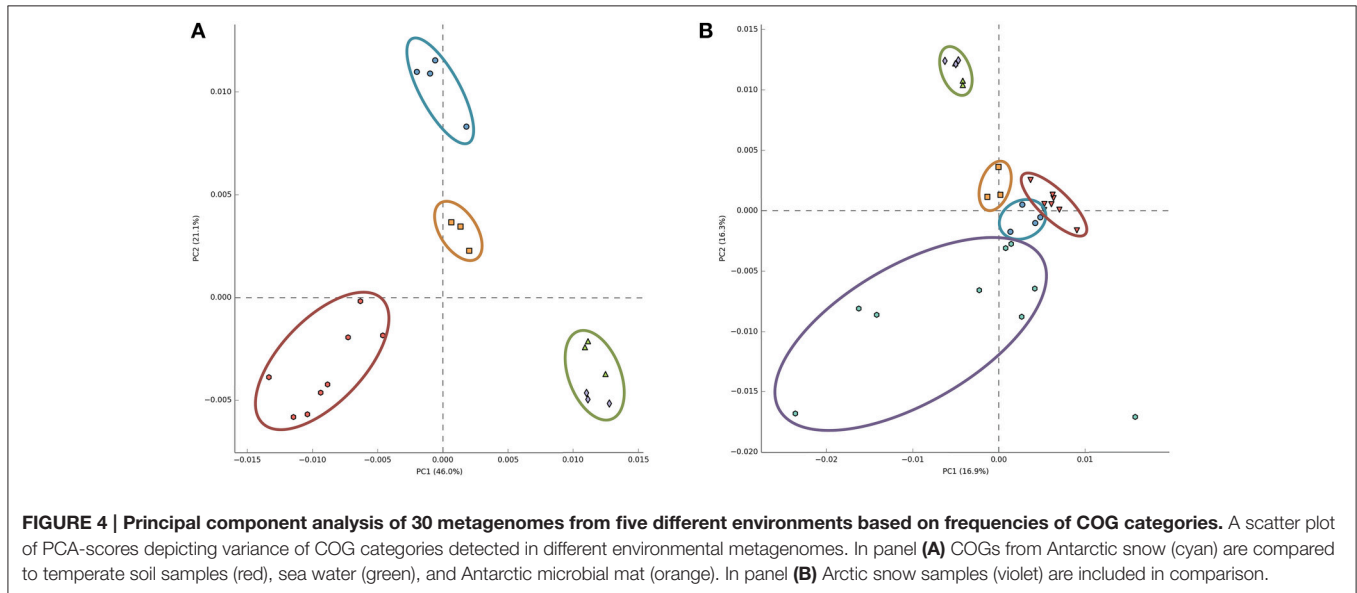 A
0.010
0.005
0.000
−0.005
PC2 (22.1%)
−0.015
−0.010
−0.005
0.000
0.005
0.010
0.015
PC1 (46.0%)
B
0.015
0.010
0.005
0.000
−0.005
−0.010
−0.015
−0.020
PC2 (16.3%)
−0.02
−0.01
0.00
0.01
PC1 (16.9%)
FIGURE 4 | Principal component analysis of 30 metagenomes from five different environments based on frequencies of COG categories. A scatter plot
of PCA-scores depicting variance of COG categories detected in different environmental metagenomes. In panel (A) COGs from Antarctic snow (cyan) are compared
to temperate soil samples (red), sea water (green), and Antarctic microbial mat (orange). In panel (B) Arctic snow samples (violet) are included in comparison.